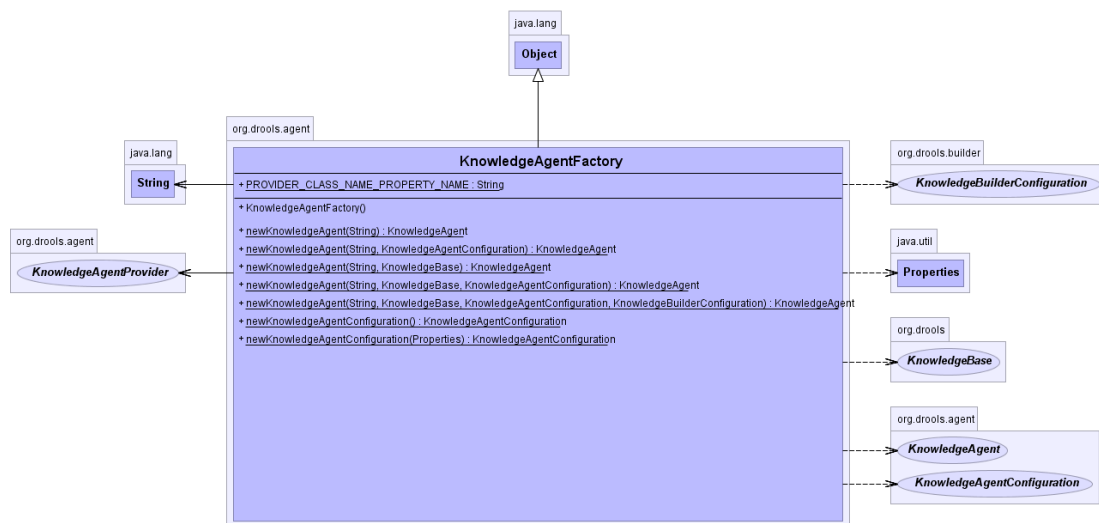 java.lang
Object
org.drools.agent
KnowledgeAgentFactory
+ PROVIDER_CLASS_NAME_PROPERTY_NAME : String
+ KnowledgeAgentFactory()
+ newKnowledgeAgent(String) : KnowledgeAgent
+ newKnowledgeAgent(String, KnowledgeAgentConfiguration) : KnowledgeAgent
+ newKnowledgeAgent(String, KnowledgeBase) : KnowledgeAgent
+ newKnowledgeAgent(String, KnowledgeBase, KnowledgeAgentConfiguration) : KnowledgeAgent
+ newKnowledgeAgent(String, KnowledgeBase, KnowledgeAgentConfiguration, KnowledgeBuilderConfiguration) : KnowledgeAgent
+ newKnowledgeAgentConfiguration() : KnowledgeAgentConfiguration
+ newKnowledgeAgentConfiguration(Properties) : KnowledgeAgentConfiguration
java.lang
String
org.drools.agent
KnowledgeAgentProvider
org.drools.builder
KnowledgeBuilderConfiguration
java.util
Properties
org.drools
KnowledgeBase
org.drools.agent
KnowledgeAgent
KnowledgeAgentConfiguration